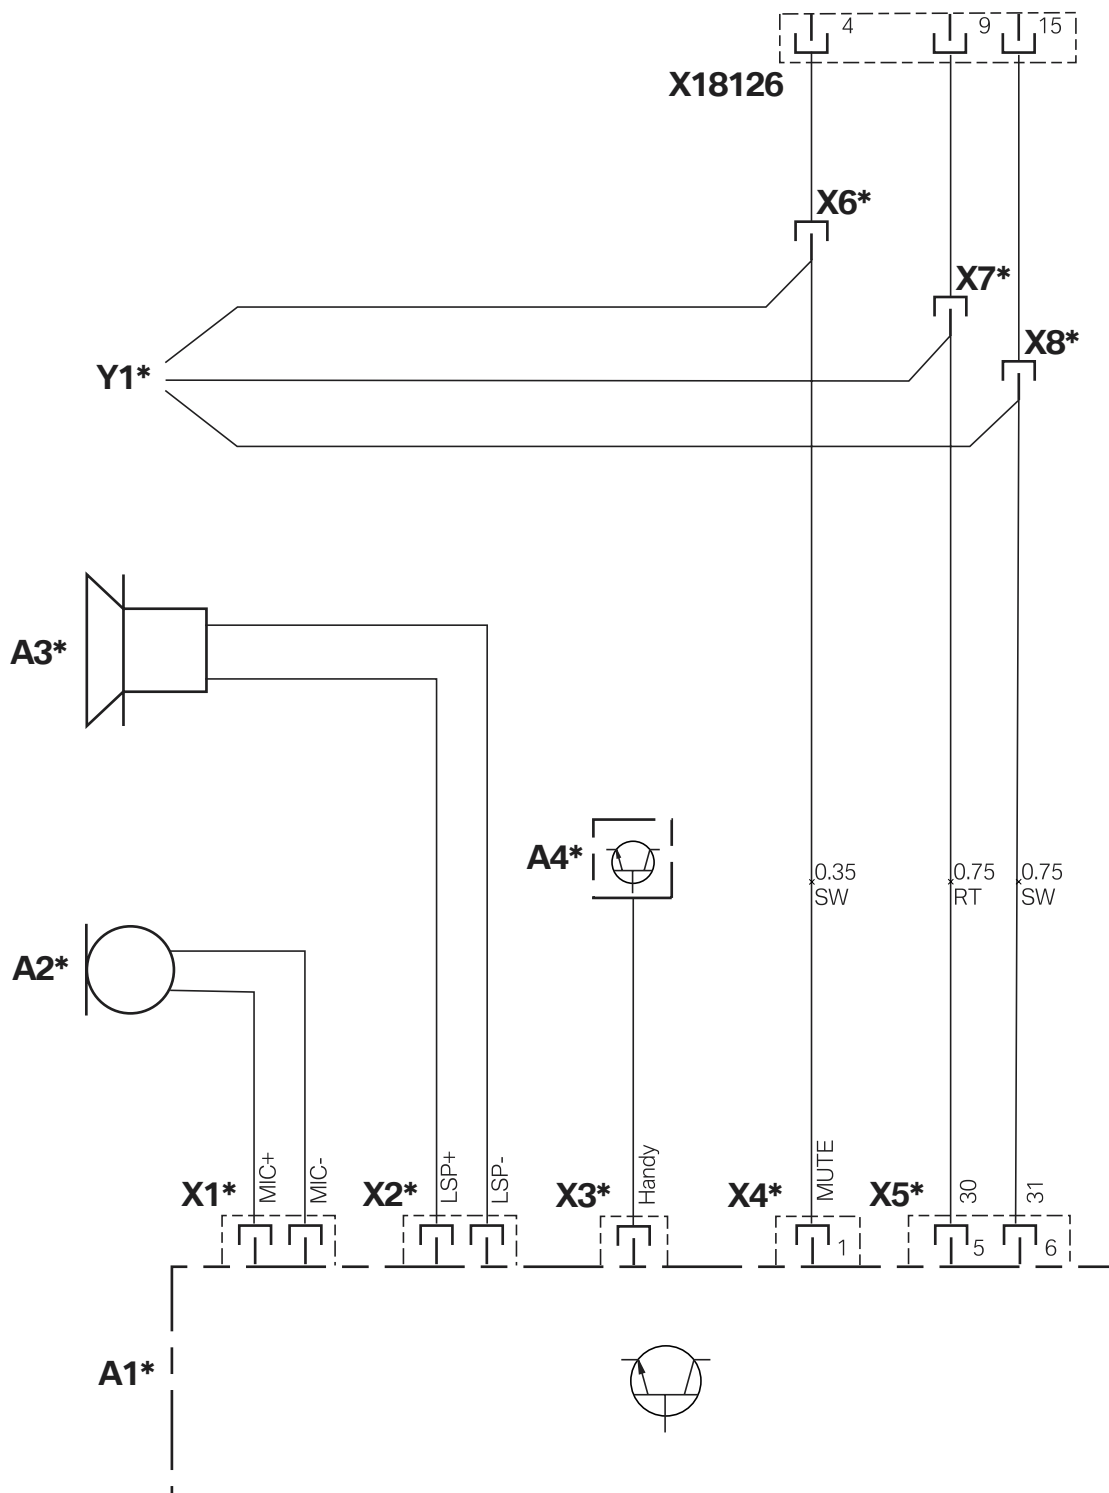 4
9
15
X18126
X6*
X7*
X8*
Y1*
A3*
A4*
0.35
SW
0.75
RT
0.75
SW
A2*
MIC+
MIC-
LSP+
LSP-
Handy
MUTE
30
31
X1*
X2*
X3*
X4*
X5*
1
5
6
A1*